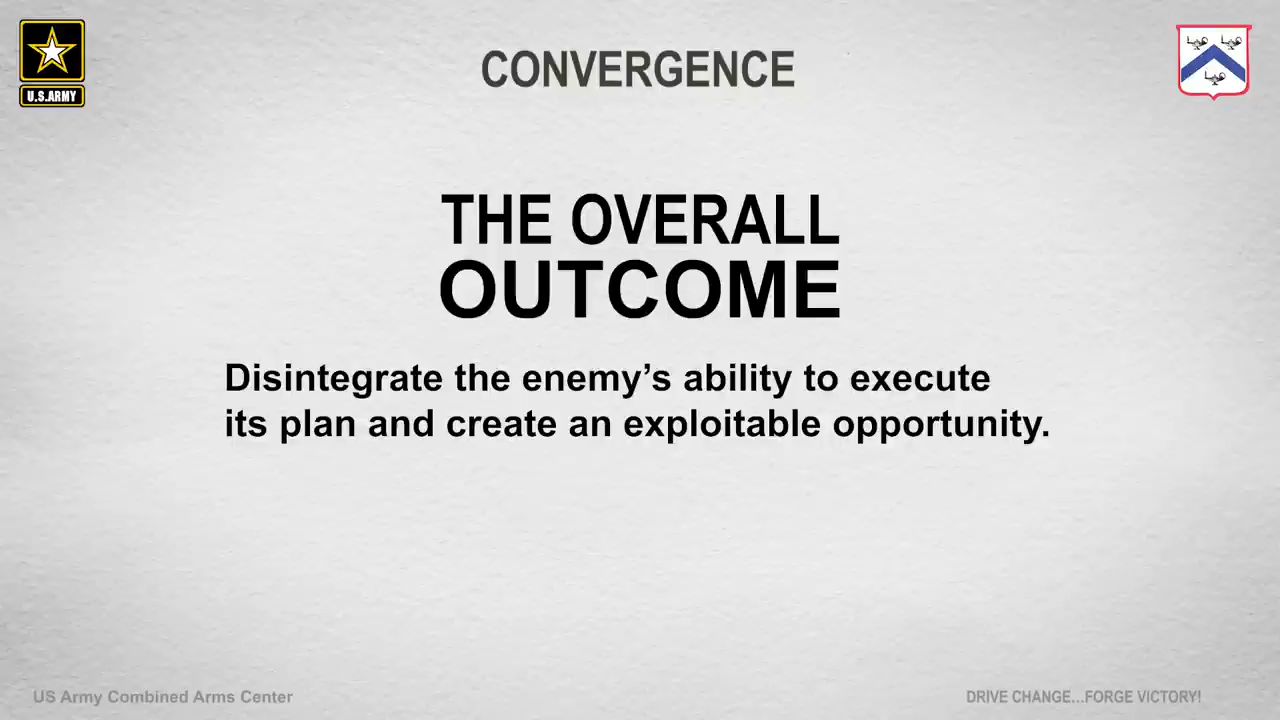 CONVERGENCE
U.S.ARMY
THE OVERALL
OUTCOME
Disintegrate the enemy’s ability to execute
its plan and create an exploitable opportunity.
US Army Combined Arms Center
DRIVE CHANGE...FORGE VICTORY!